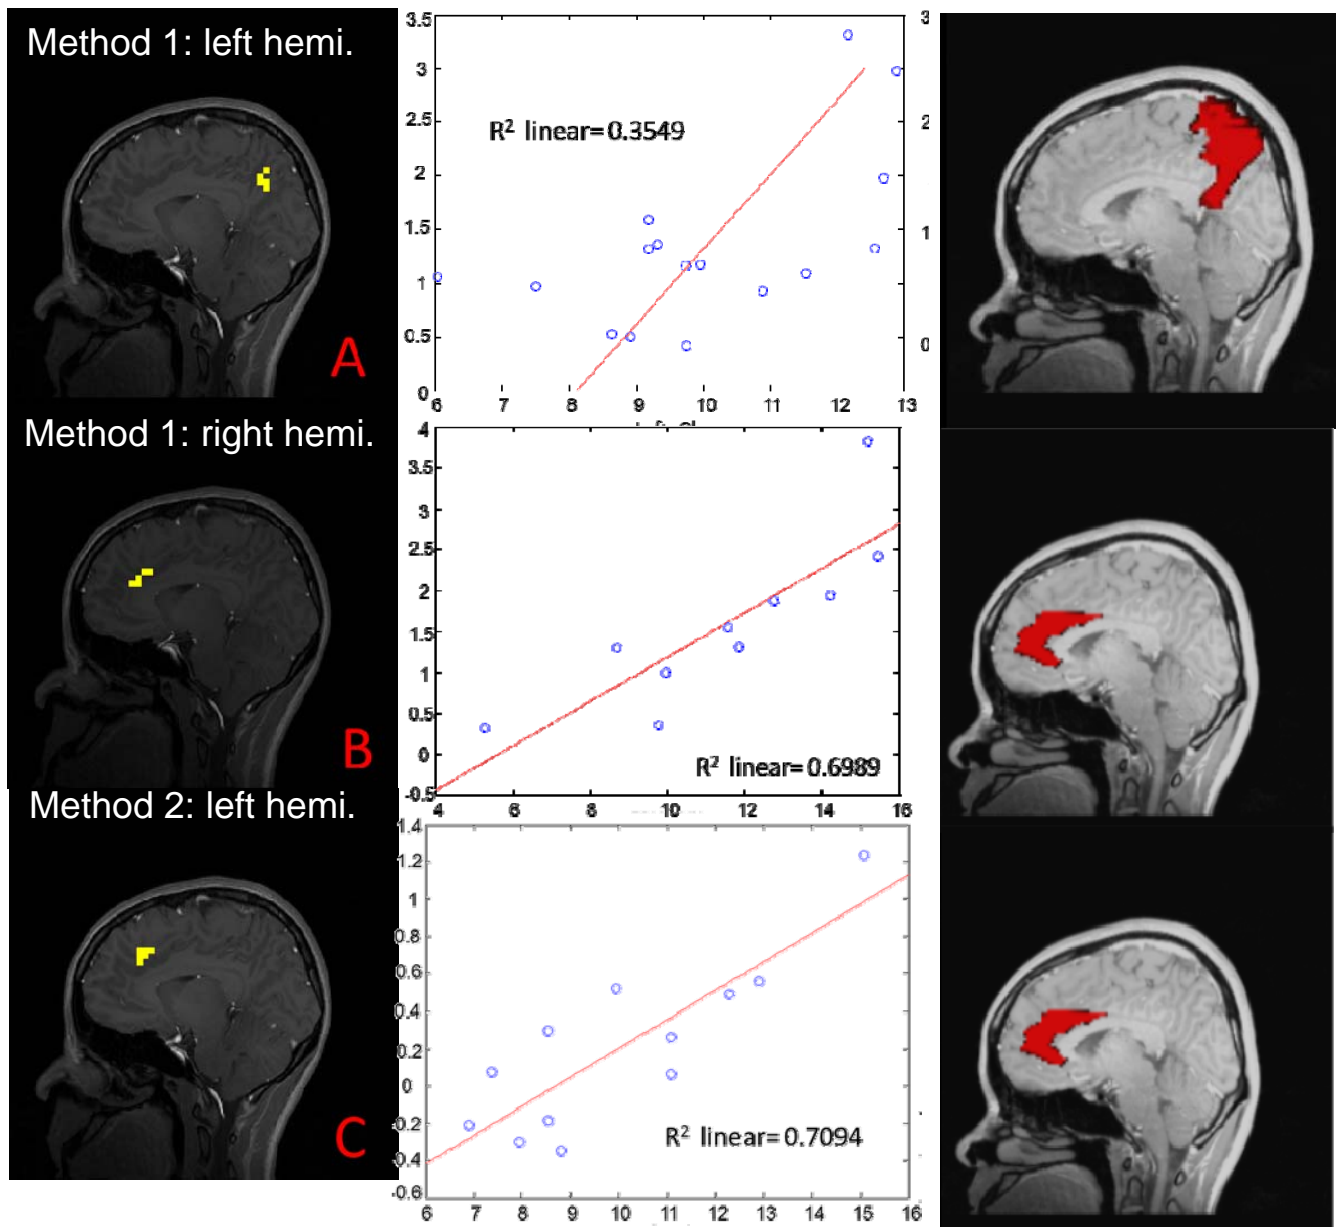 Method 1: left hemi.
A
3.5
3
2.5
2
1.5
1
0.5
0
R² linear=0.3549
6 7 8 9 10 11 12 13
3
2
1
0
Method 1: right hemi.
B
4
3.5
3
2.5
2
1.5
1
0.5
0
-0.5
R² linear=0.6989
4 6 8 10 12 14 16
Method 2: left hemi.
C
1.4
1.2
1
0.8
0.6
0.4
0.2
0
-0.2
0.4
-0.6
R² linear=0.7094
6 7 8 9 10 11 12 13 14 15 16